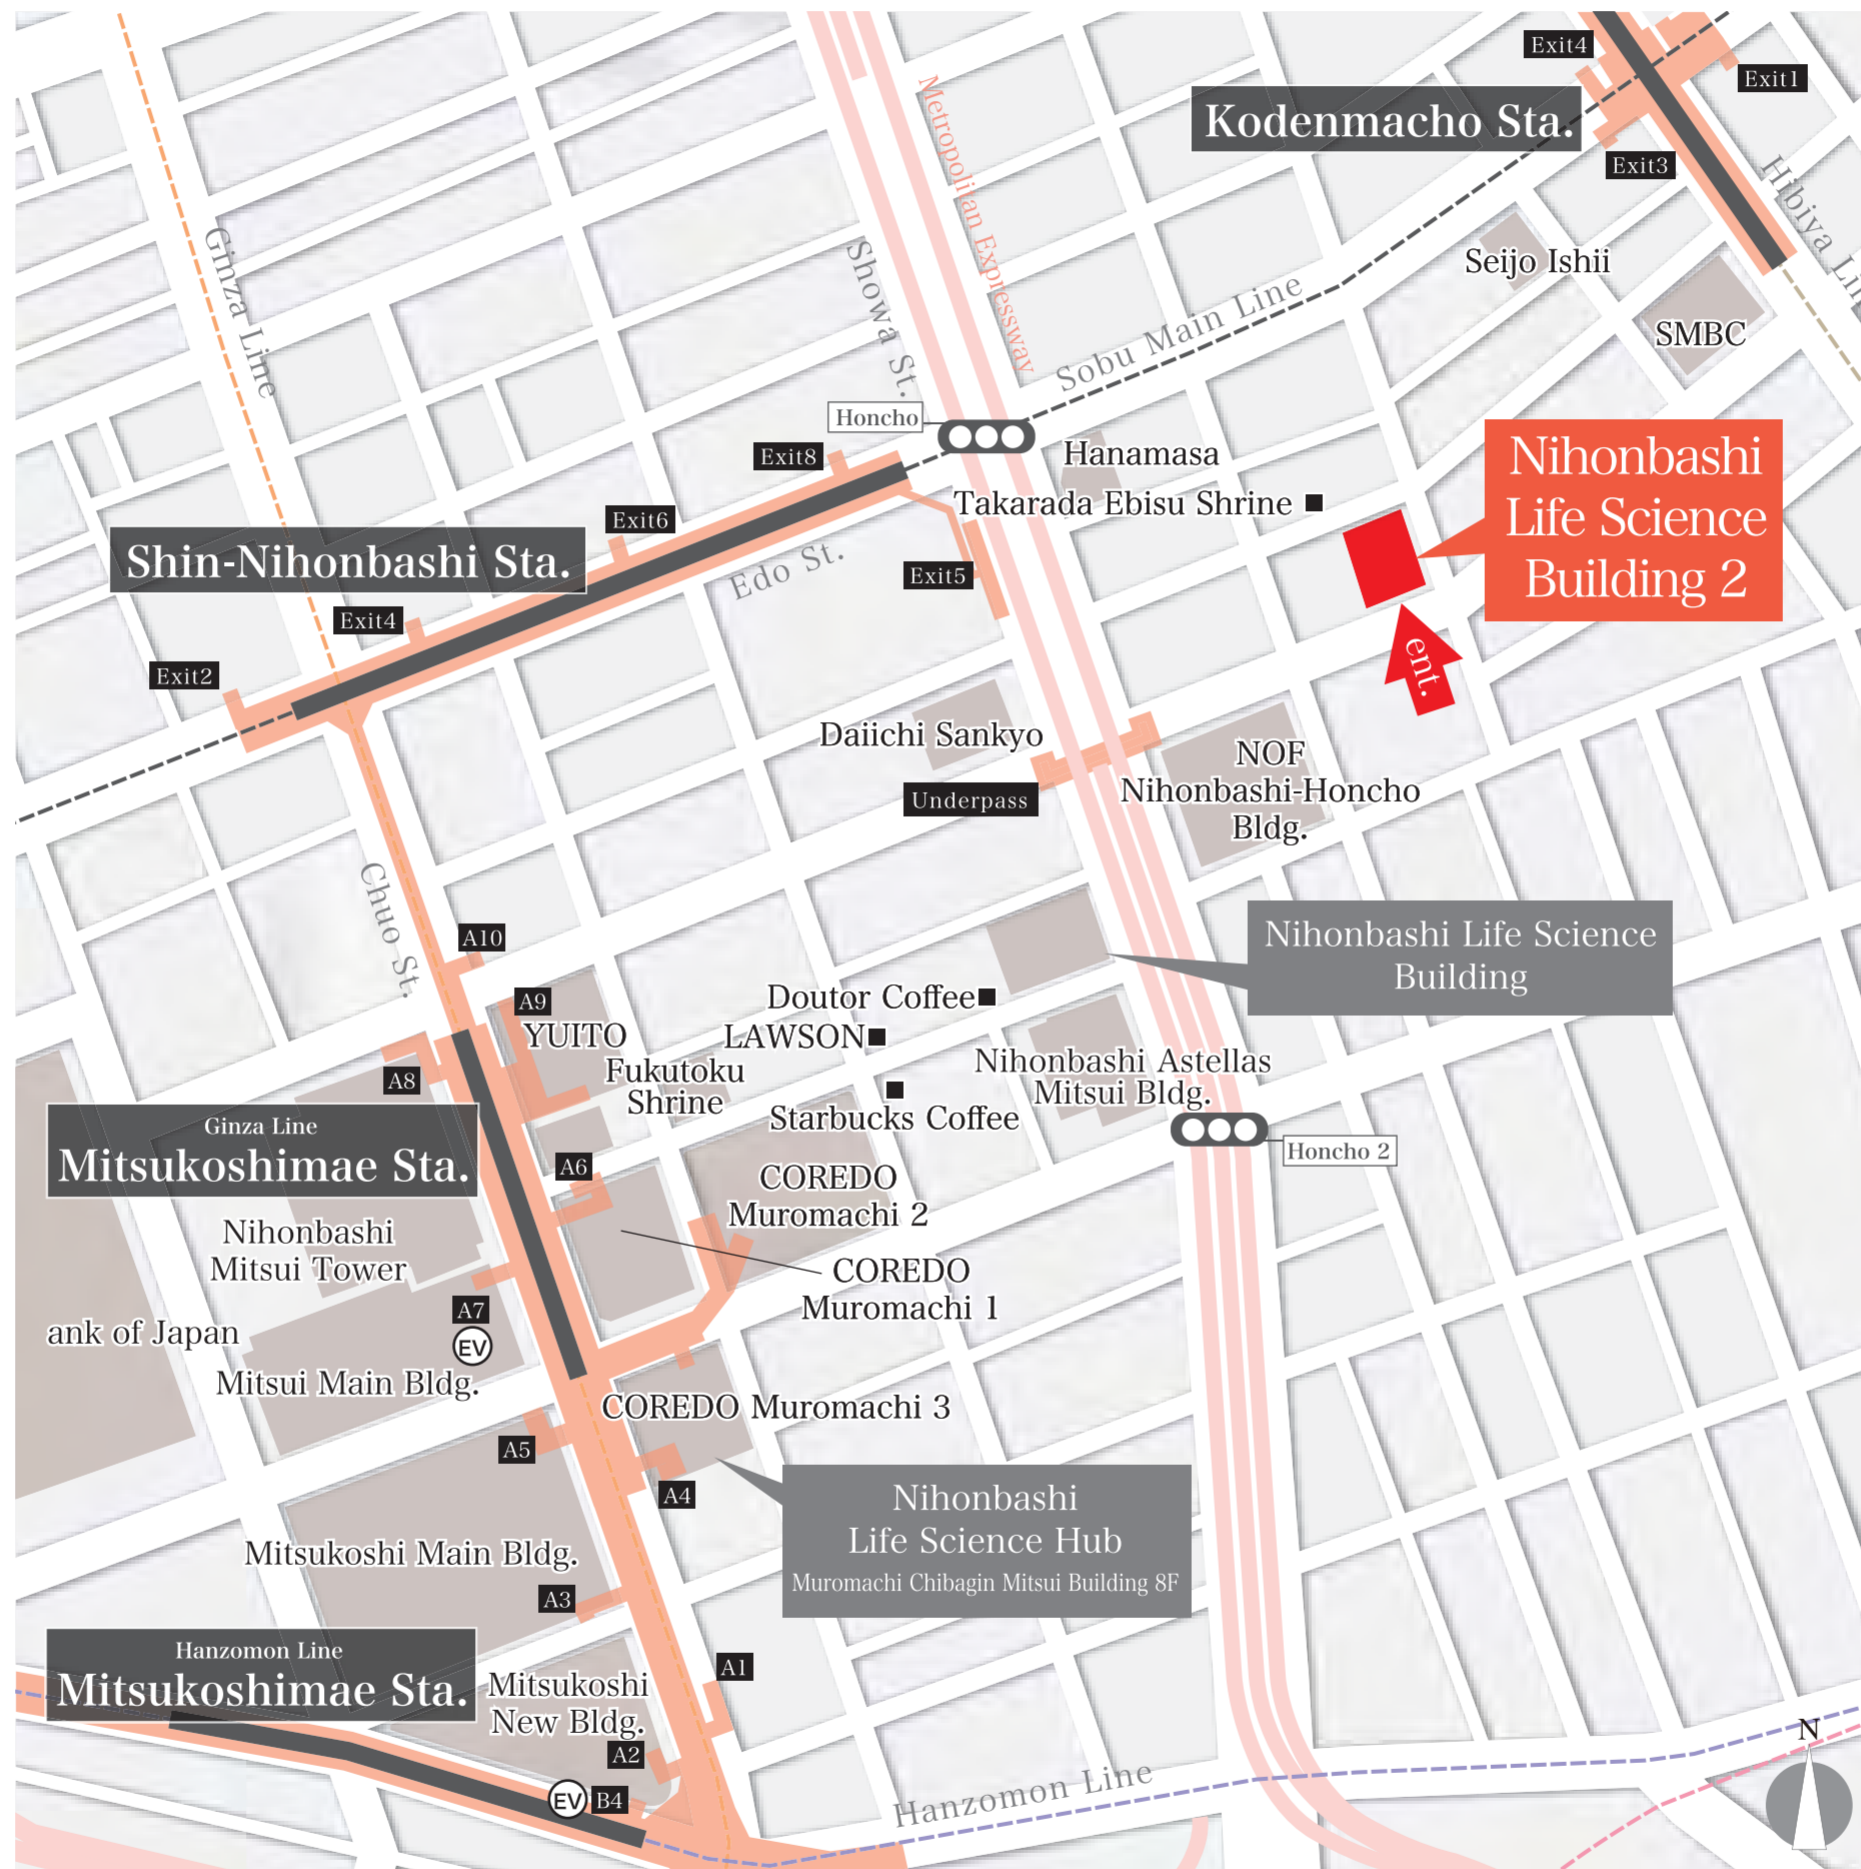 Exit4
Exit1
Kodenmacho Sta.
Exit3
Metropolitan Expressway
Hibiya Lin
Ginza Line
Showa St.
Seijo Ishii
Sobu Main Line
SMBC
Honcho
Exit8
Hanamasa
Takarada Ebisu Shrine
Nihonbashi
Life Science
Building 2
Exit6
Shin-Nihonbashi Sta.
Edo St.
Exit5
Exit4
ent.
Exit2
Daiichi Sankyo
NOF
Nihonbashi-Honcho
Bldg.
Underpass
Chuo St.
A10
Nihonbashi Life Science
Building
A9
Doutor Coffee
YUITO
LAWSON
Fukutoku
Shrine
A8
Nihonbashi Astellas
Mitsui Bldg.
Starbucks Coffee
Ginza Line
Mitsukoshimae Sta.
Honcho 2
A6
COREDO
Muromachi 2
Nihonbashi
Mitsui Tower
COREDO
Muromachi 1
A7
EV
ank of Japan
Mitsui Main Bldg.
COREDO Muromachi 3
A5
A4
Nihonbashi
Life Science Hub
Muromachi Chibagin Mitsui Building 8F
Mitsukoshi Main Bldg.
A3
Hanzomon Line
Mitsukoshimae Sta.
A1
Mitsukoshi
New Bldg.
A2
EV
B4
Hanzomon Line
N